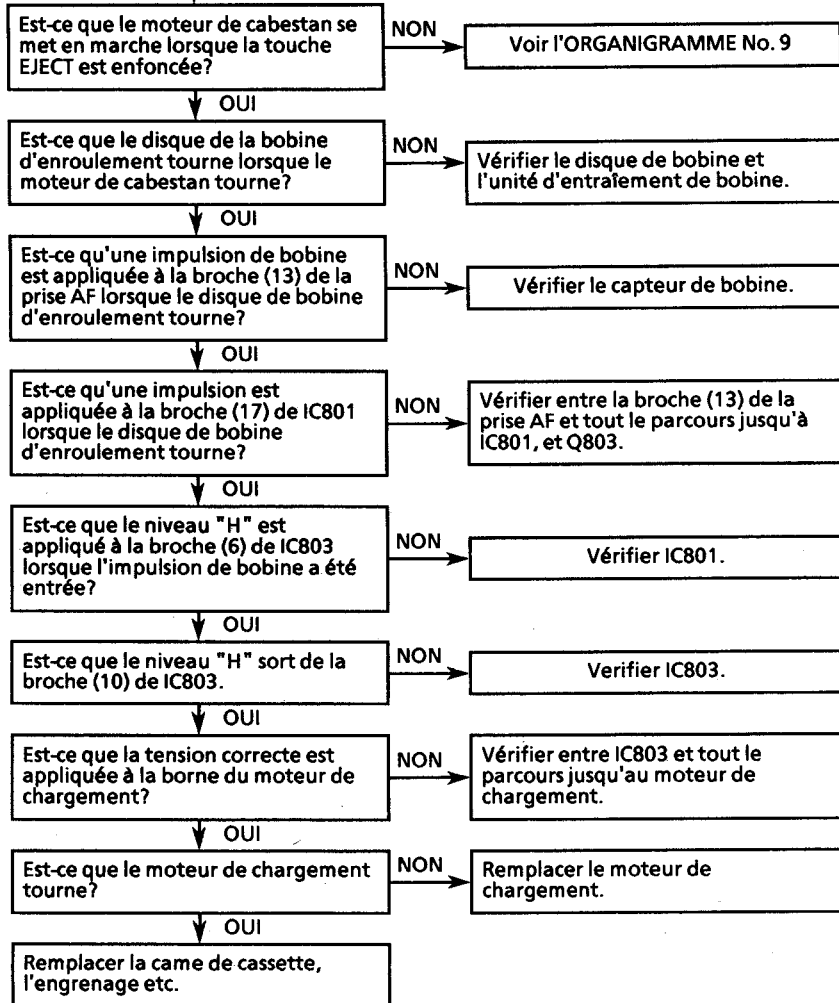 Est-ce que le moteur de cabestan se
met en marche lorsque la touche
EJECT est enfoncée?
NON
Voir l'ORGANIGRAMME No. 9
OUI
Est-ce que le disque de la bobine
d'enroulement tourne lorsque le
moteur de cabestan tourne?
NON
Vérifier le disque de bobine et
l'unité d'entraîement de bobine.
OUI
Est-ce qu'une impulsion de bobine
est appliquée à la broche (13) de la
prise AF lorsque le disque de bobine
d'enroulement tourne?
NON
Vérifier le capteur de bobine.
OUI
Est-ce qu'une impulsion est
appliquée à la broche (17) de IC801
lorsque le disque de bobine
d'enroulement tourne?
NON
Vérifier entre la broche (13) de la
prise AF et tout le parcours jusqu'à
IC801, et Q803.
OUI
Est-ce que le niveau "H" est
appliqué à la broche (6) de IC803
lorsque l'impulsion de bobine a été
entrée?
NON
Vérifier IC801.
OUI
Est-ce que le niveau "H" sort de la
broche (10) de IC803.
NON
Verifier IC803.
OUI
Est-ce que la tension correcte est
appliquée à la borne du moteur de
chargement?
NON
Vérifier entre IC803 et tout le
parcours jusqu'au moteur de
chargement.
OUI
Est-ce que le moteur de chargement
tourne?
NON
Remplacer le moteur de
chargement.
OUI
Remplacer la came de cassette,
l'engrenage etc.